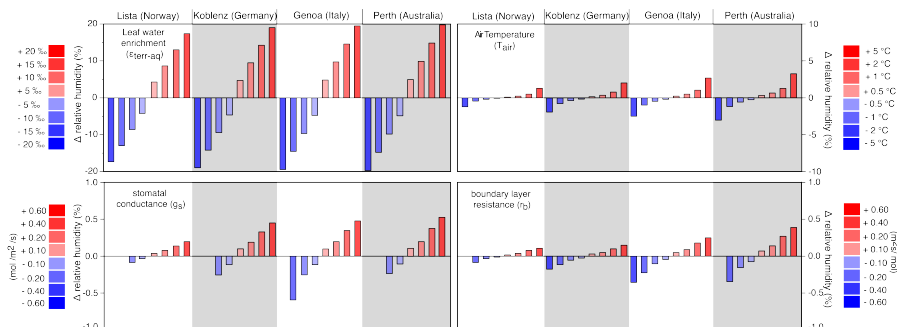 Lista (Norway) Koblenz (Germany) Genoa (Italy) Perth (Australia)
Lista (Norway) Koblenz (Germany) Genoa (Italy) Perth (Australia)
+ 20 ‰
+ 15 ‰
+ 10 ‰
+ 5 ‰
- 5 ‰
- 10 ‰
- 15 ‰
- 20 ‰
Δ relative humidity (%)
20
10
0
-10
-20
Leaf water
enrichment
(εterr-aq)
Air Temperature
(Tair)
10
5
0
-5
-10
Δ relative humidity (%)
+ 5 °C
+ 2 °C
+ 1 °C
+ 0.5 °C
- 0.5 °C
- 1 °C
- 2 °C
- 5 °C
(mol /m²/s)
+ 0.60
+ 0.40
+ 0.20
+ 0.10
- 0.10
- 0.20
- 0.40
- 0.60
Δ relative humidity (%)
1.0
0.5
0.0
-0.5
-1.0
stomatal
conductance (gs)
boundary layer
resistance (rb)
1.0
0.5
0.0
-0.5
-1.0
Δ relative humidity (%)
+ 0.60
+ 0.40
+ 0.20
+ 0.10
- 0.10
- 0.20
- 0.40
- 0.60
(m²s/ mol)